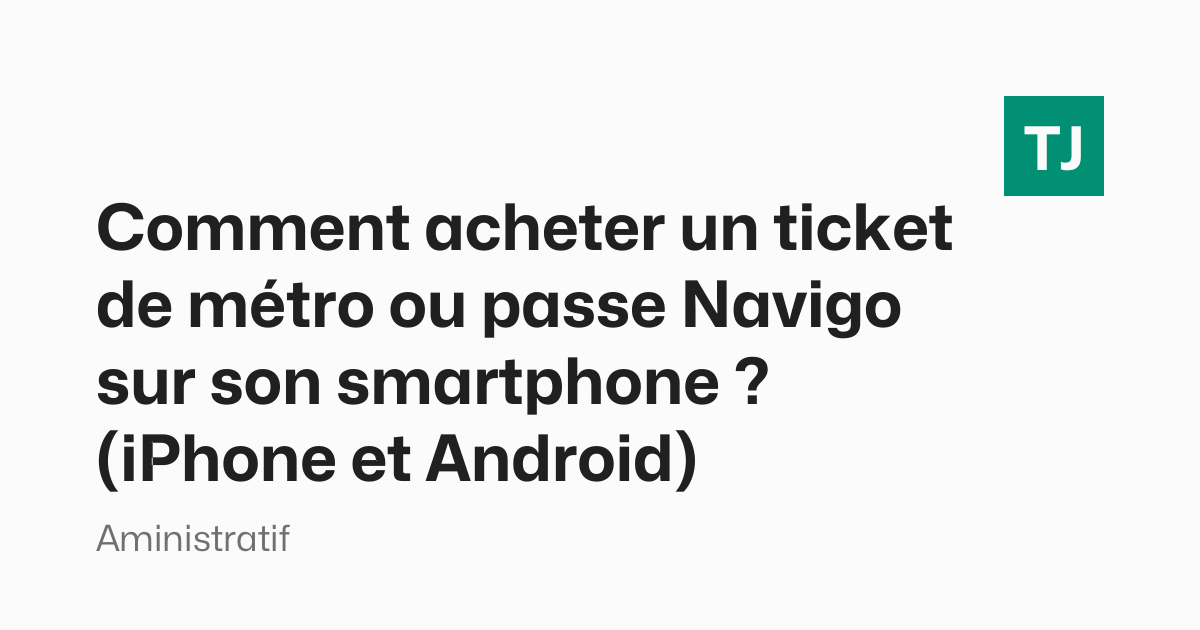 TJ
Comment acheter un ticket
de métro ou passe Navigo
sur son smartphone ?
(iPhone et Android)
Aministratif